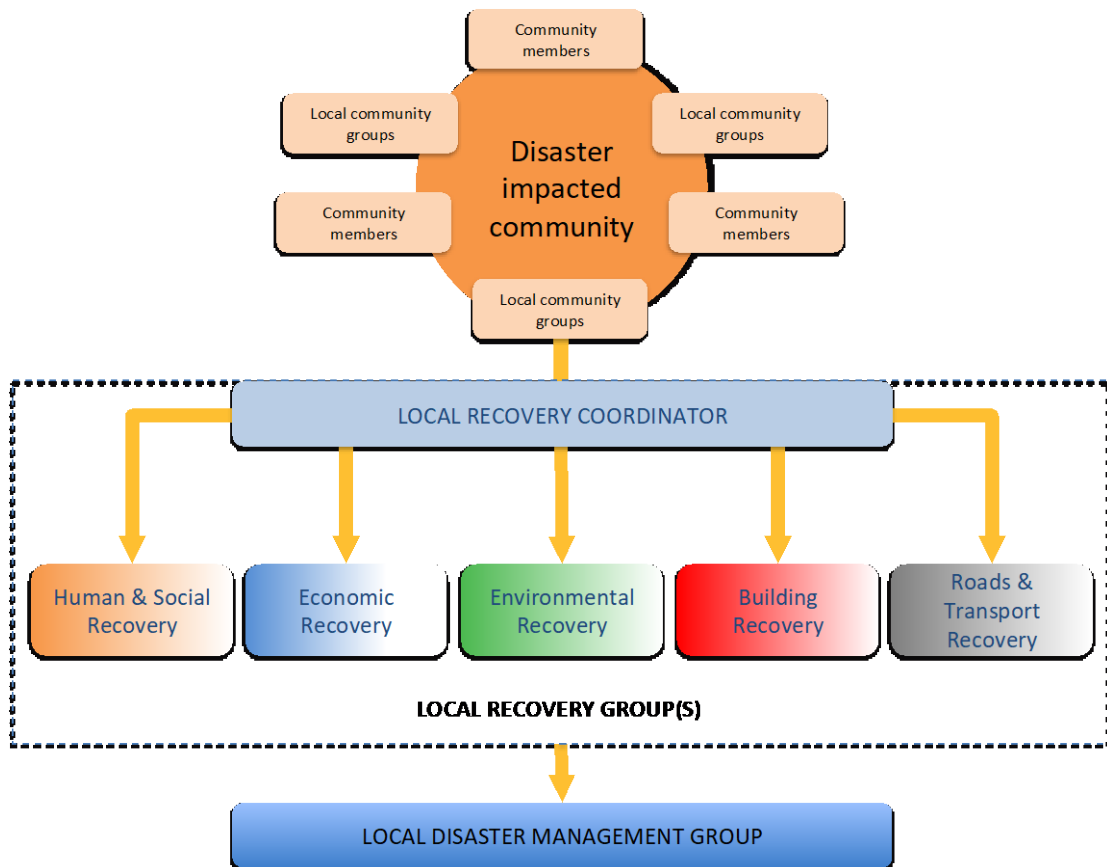 Community
members
Local community
groups
Local community
groups
Disaster
impacted
community
Community
members
Community
members
Local community
groups
LOCAL RECOVERY COORDINATOR
Human & Social
Recovery
Economic
Recovery
Environmental
Recovery
Building
Recovery
Roads &
Transport
Recovery
LOCAL RECOVERY GROUP(S)
LOCAL DISASTER MANAGEMENT GROUP